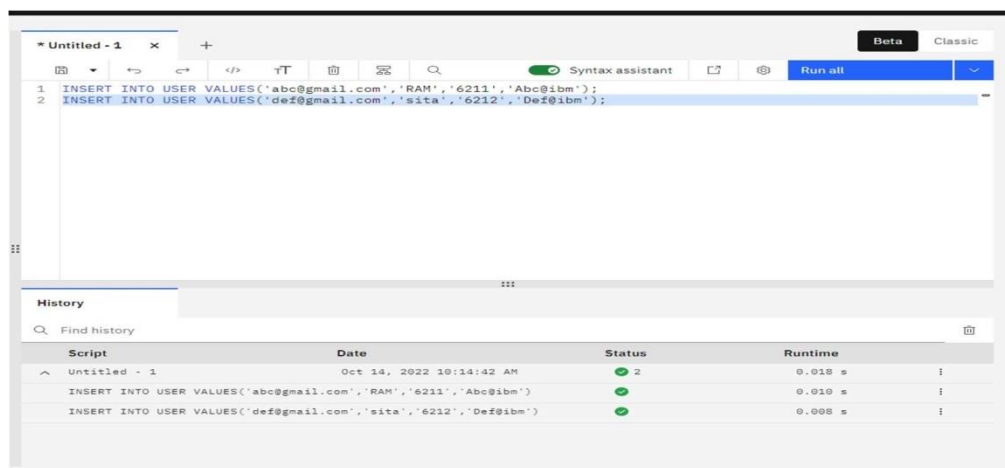 * Untitled - 1 × + Beta Classic
</> TT Syntax assistant Run all
1 INSERT INTO USER VALUES('abc@gmail.com','RAM','6211','Abc@ibm');
2 INSERT INTO USER VALUES('def@gmail.com','sita','6212','Def@ibm');
History
Find history
Script Date Status Runtime
Untitled - 1 Oct 14, 2022 10:14:42 AM 2 0.018 s
INSERT INTO USER VALUES('abc@gmail.com','RAM','6211','Abc@ibm') 0.010 s
INSERT INTO USER VALUES('def@gmail.com','sita','6212','Def@ibm') 0.008 s